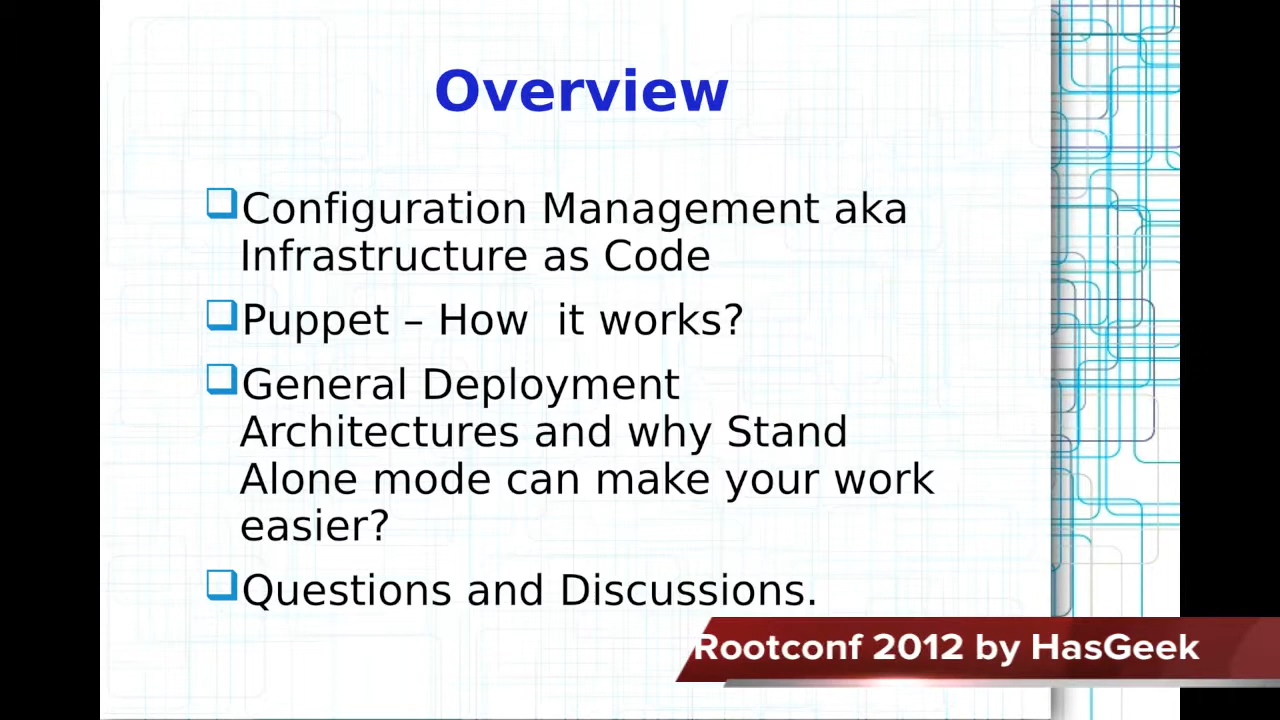 Overview
Configuration Management aka
Infrastructure as Code
Puppet – How  it works?
General Deployment
Architectures and why Stand
Alone mode can make your work
easier?
Questions and Discussions.
Rootconf 2012 by HasGeek